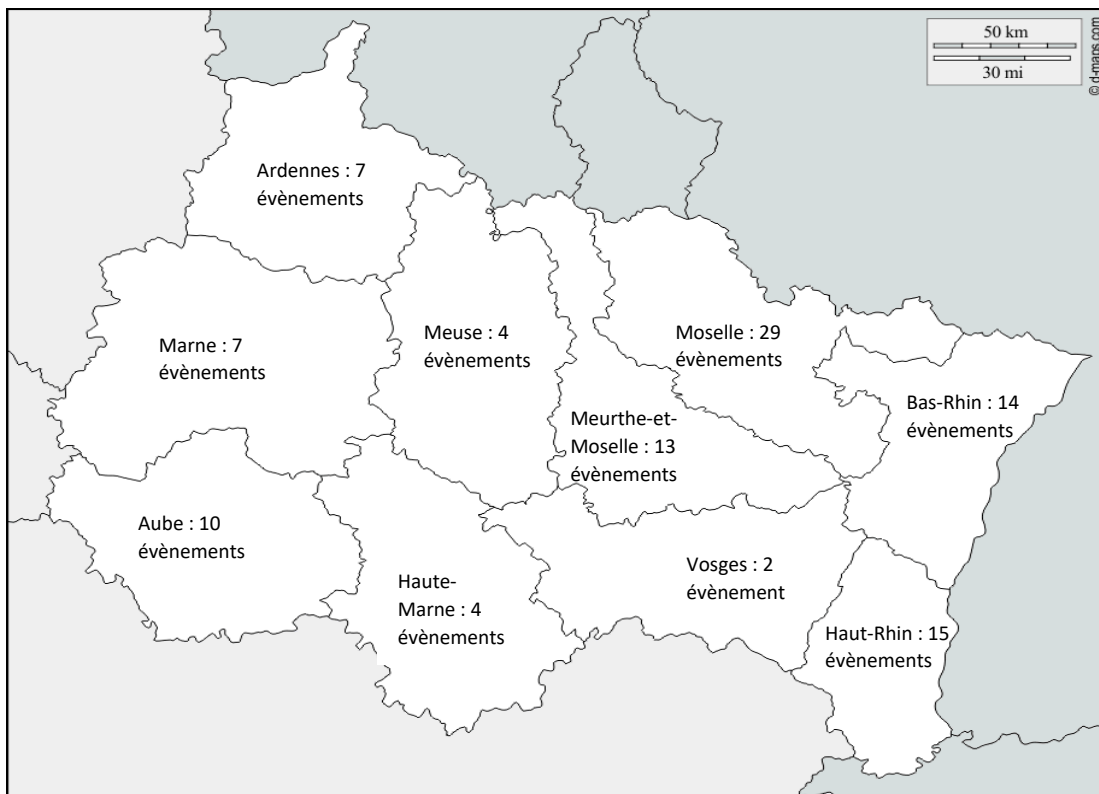 50 km
30 mi
© d-maps.com
Ardennes : 7
évènements
Marne : 7
évènements
Meuse : 4
évènements
Moselle : 29
évènements
Meurthe-et-
Moselle : 13
évènements
Bas-Rhin : 14
évènements
Aube : 10
évènements
Haute-
Marne : 4
évènements
Vosges : 2
évènement
Haut-Rhin : 15
évènements